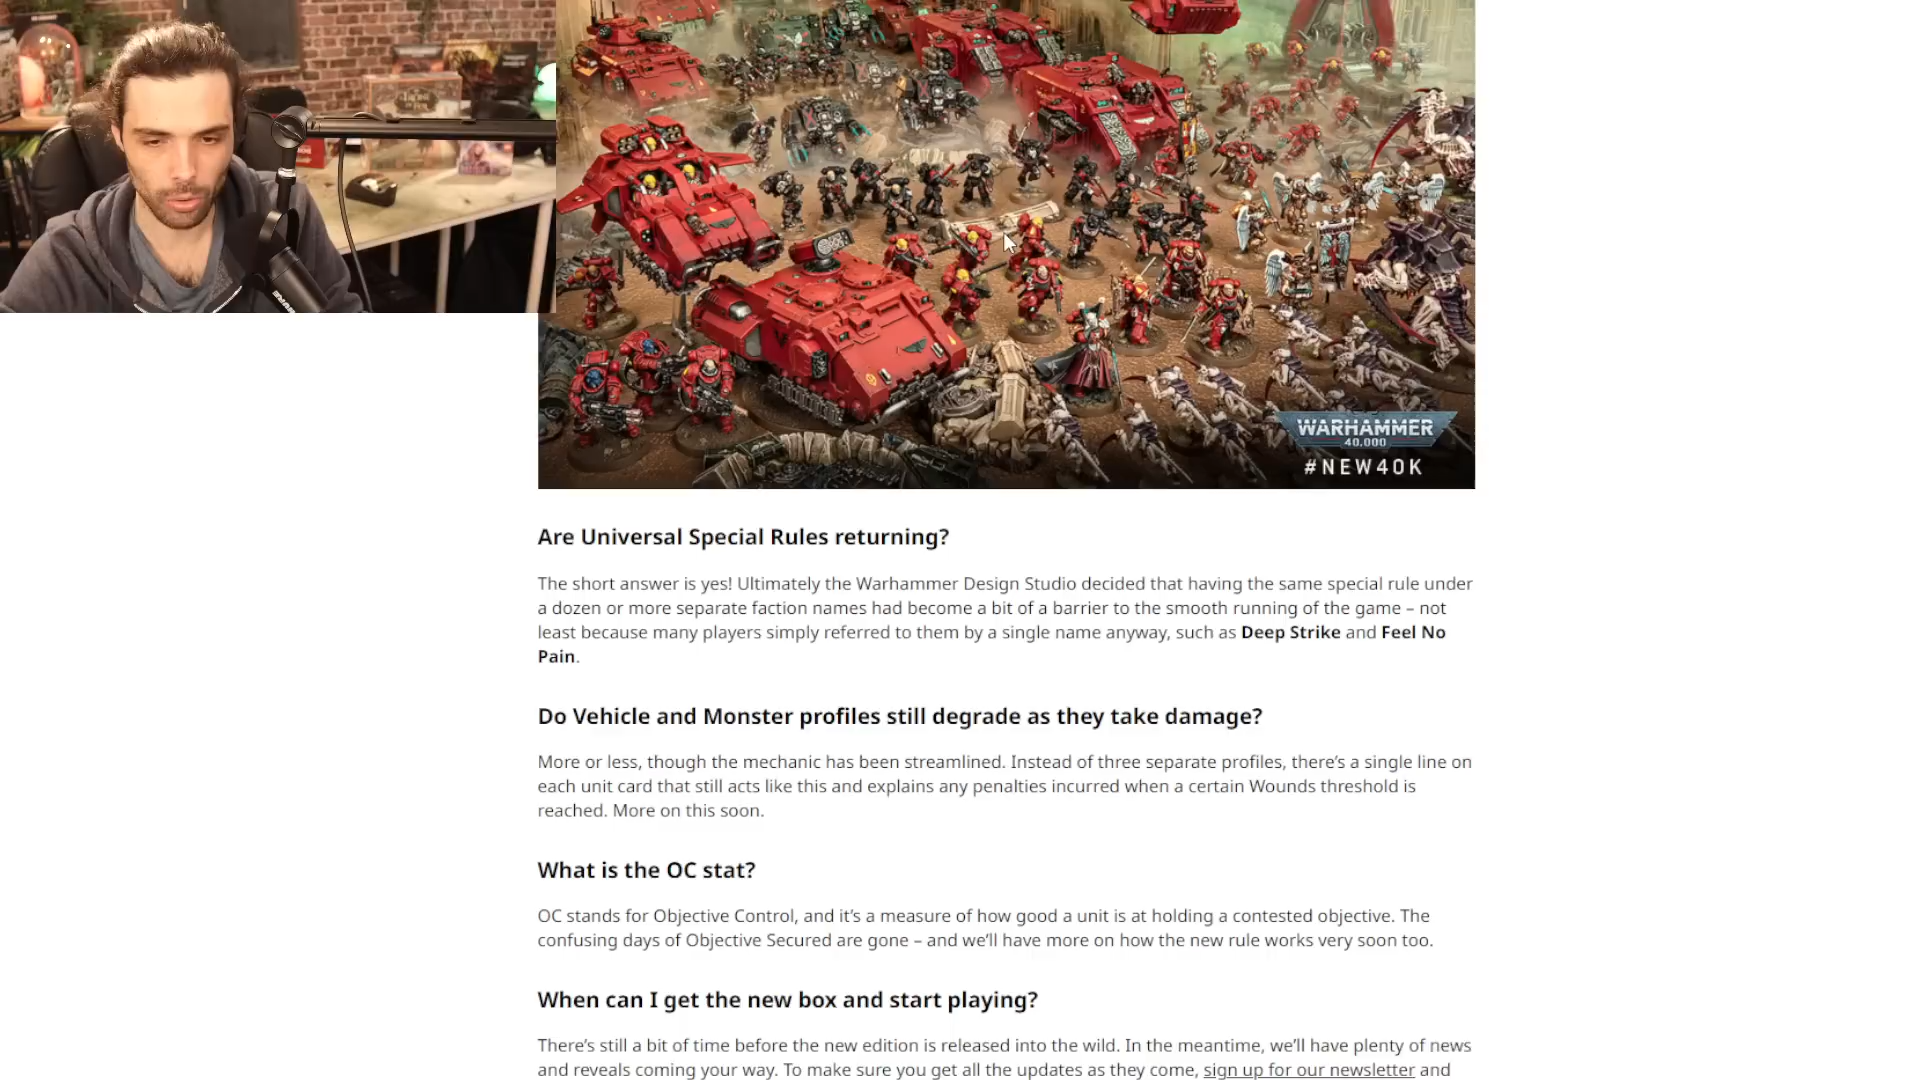 WARHAMMER
40,000
#NEW40K
Are Universal Special Rules returning?
The short answer is yes! Ultimately the Warhammer Design Studio decided that having the same special rule under
a dozen or more separate faction names had become a bit of a barrier to the smooth running of the game – not
least because many players simply referred to them by a single name anyway, such as Deep Strike and Feel No
Pain.
Do Vehicle and Monster profiles still degrade as they take damage?
More or less, though the mechanic has been streamlined. Instead of three separate profiles, there's a single line on
each unit card that still acts like this and explains any penalties incurred when a certain Wounds threshold is
reached. More on this soon.
What is the OC stat?
OC stands for Objective Control, and it's a measure of how good a unit is at holding a contested objective. The
confusing days of Objective Secured are gone – and we'll have more on how the new rule works very soon too.
When can I get the new box and start playing?
There's still a bit of time before the new edition is released into the wild. In the meantime, we'll have plenty of news
and reveals coming your way. To make sure you get all the updates as they come, sign up for our newsletter and